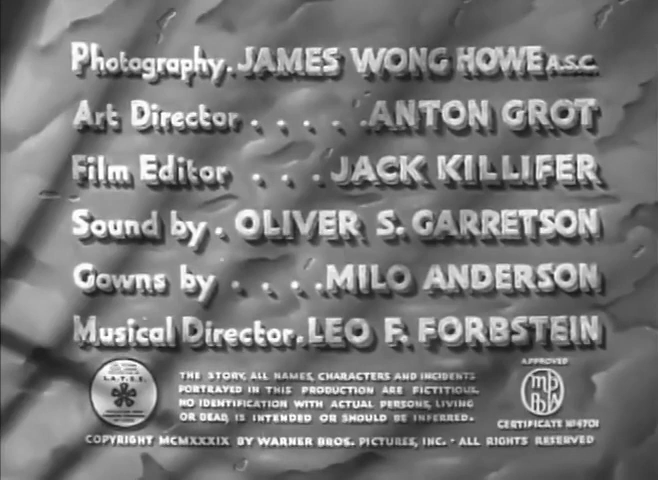 Photography. JAMES WONG HOWE A.S.C.
Art Director . . . . . ANTON GROT
Film Editor . . . JACK KILLIFER
Sound by . OLIVER S. GARRETSON
Gowns by . . . . MILO ANDERSON
Musical Director. LEO F. FORBSTEIN
I.A.T.S.E.
THE STORY, ALL NAMES, CHARACTERS AND INCIDENTS
PORTRAYED IN THIS PRODUCTION ARE FICTITIOUS.
NO IDENTIFICATION WITH ACTUAL PERSONS, LIVING
OR DEAD, IS INTENDED OR SHOULD BE INFERRED.
APPROVED
MPPDA
CERTIFICATE Nº 4701
COPYRIGHT MCMXXXIX BY WARNER BROS. PICTURES, INC. · ALL RIGHTS RESERVED